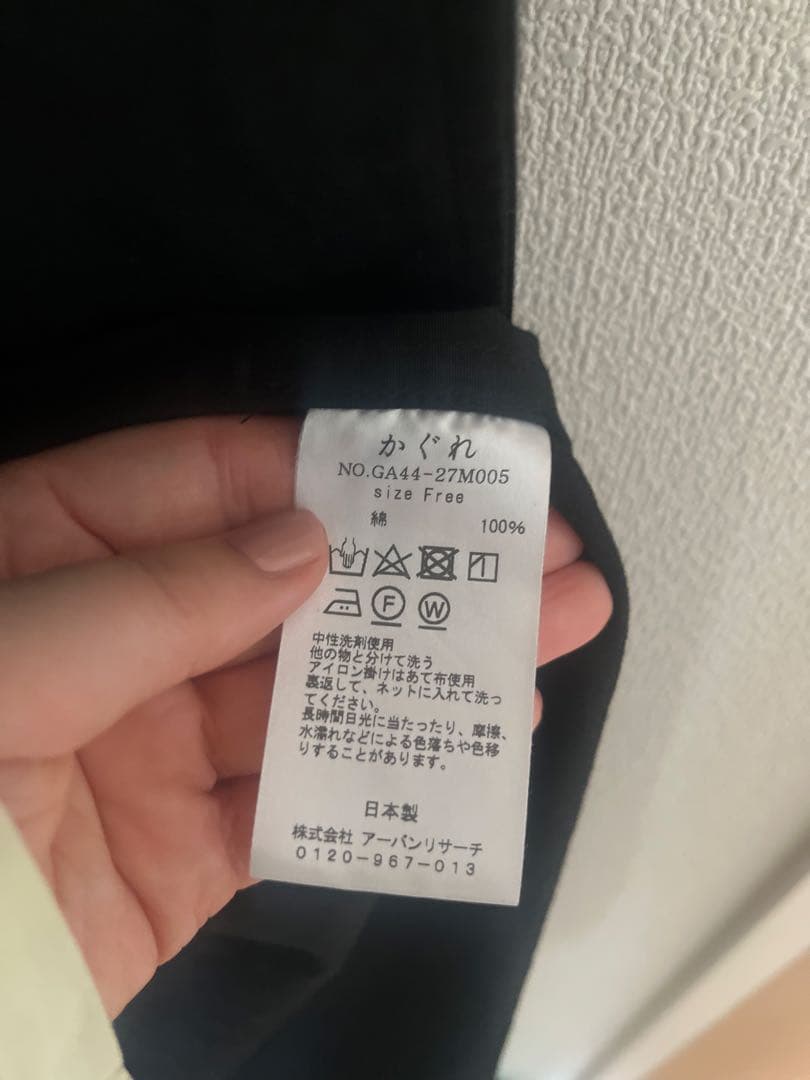 かぐれ
NO.GA44-27M005
size Free
綿 100%
F W
中性洗剤使用
他の物と分けて洗う
アイロン掛けはあて布使用
裏返して、ネットに入れて洗っ
てください。
長時間日光に当たったり、摩擦、
水濡れなどによる色落ちや色移
りすることがあります。
日本製
株式会社 アーバンリサーチ
0120-967-013